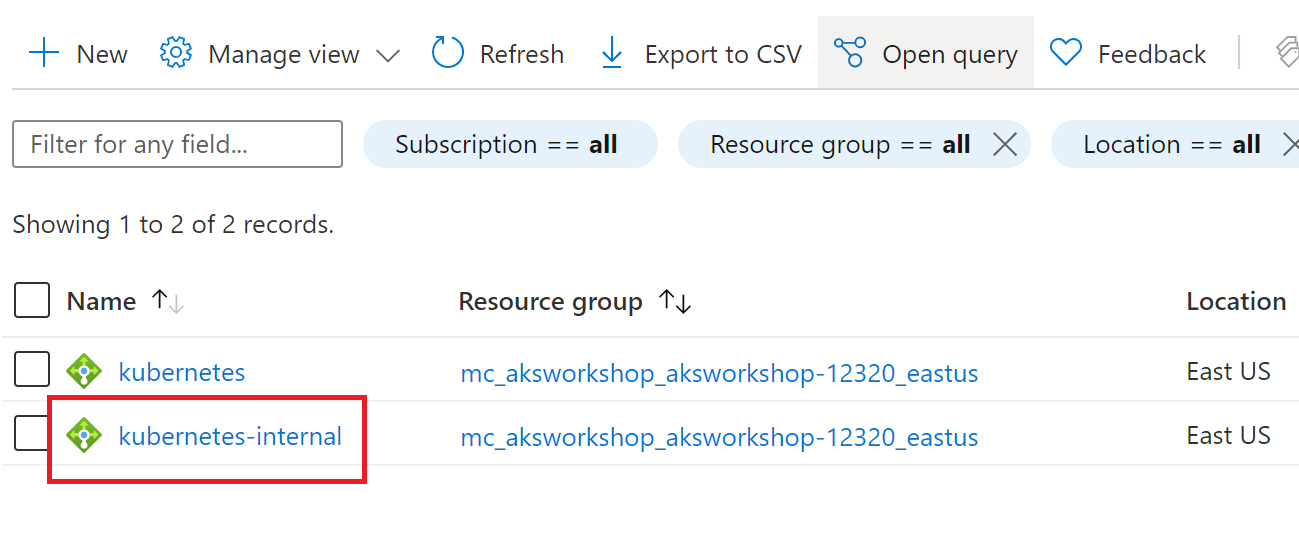 New Manage view Refresh Export to CSV Open query Feedback
Filter for any field... Subscription == all Resource group == all Location == all
Showing 1 to 2 of 2 records.
Name Resource group Location
kubernetes mc_aksworkshop_aksworkshop-12320_eastus East US
kubernetes-internal mc_aksworkshop_aksworkshop-12320_eastus East US